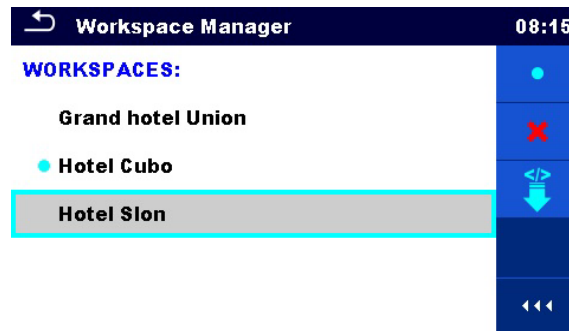 Workspace Manager 08:15
WORKSPACES:
Grand hotel Union
Hotel Cubo
Hotel Slon